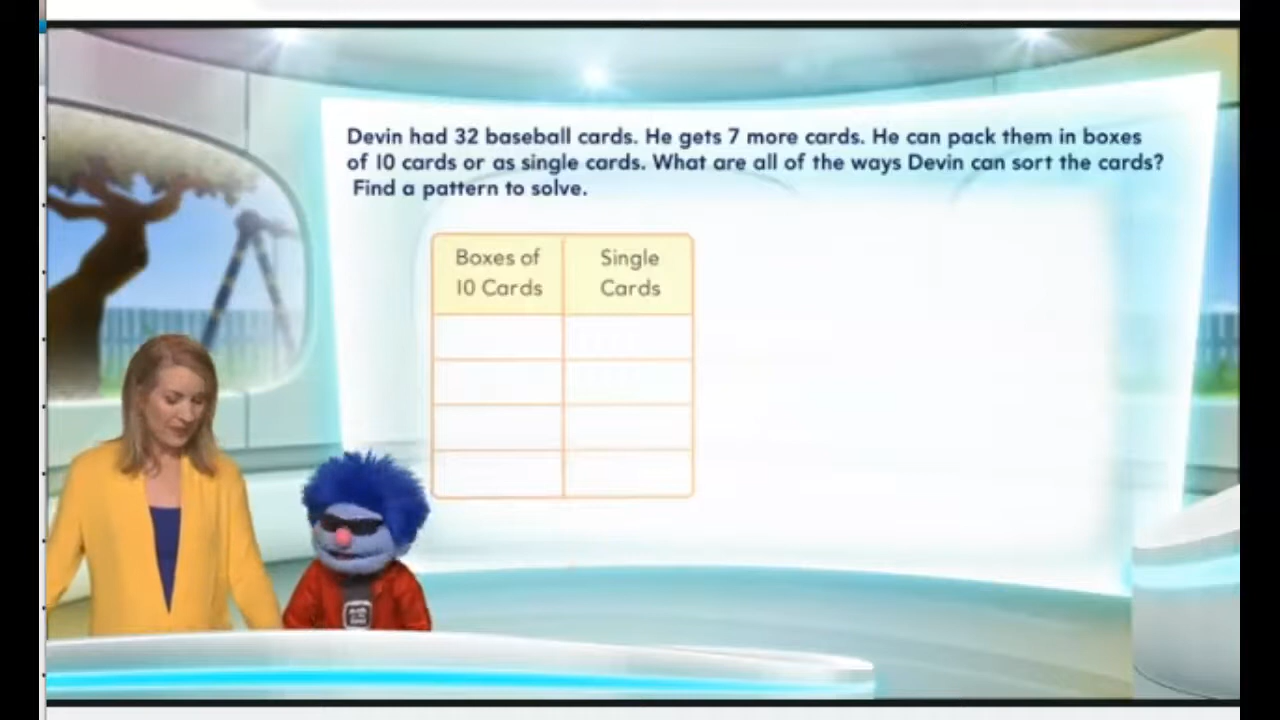 Devin had 32 baseball cards. He gets 7 more cards. He can pack them in boxes
of 10 cards or as single cards. What are all of the ways Devin can sort the cards?
Find a pattern to solve.
Boxes of
10 Cards
Single
Cards